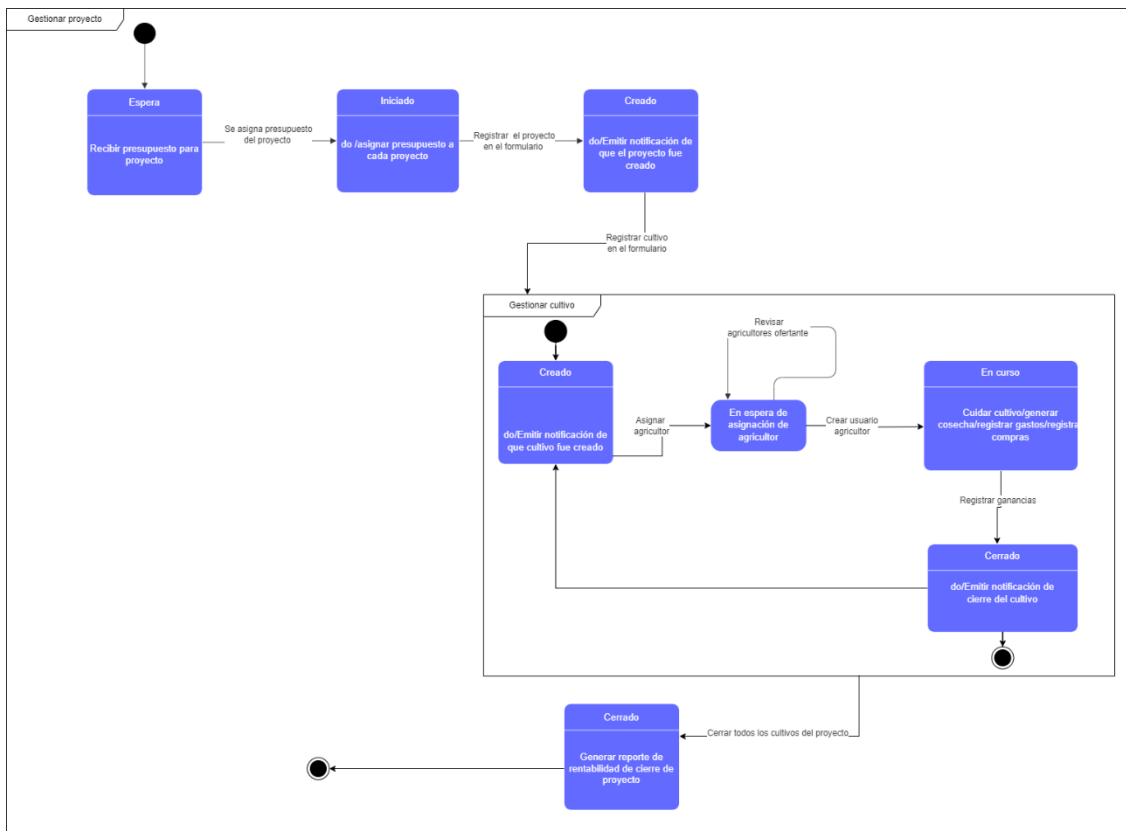 Gestionar proyecto
Espera
Recibir presupuesto para
proyecto
Se asigna presupuesto
del proyecto
Iniciado
do /asignar presupuesto a
cada proyecto
Registrar el proyecto
en el formulario
Creado
do/Emitir notificación de
que el proyecto fue
creado
Registrar cultivo
en el formulario
Gestionar cultivo
Creado
do/Emitir notificación de
que cultivo fue creado
Asignar
agricultor
Revisar
agricultores ofertante
En espera de
asignación de
agricultor
Crear usuario
agricultor
En curso
Cuidar cultivo/generar
cosecha/registrar gastos/registrar
compras
Registrar ganancias
Cerrado
do/Emitir notificación de
cierre del cultivo
Cerrar todos los cultivos del proyecto
Cerrado
Generar reporte de
rentabilidad de cierre de
proyecto